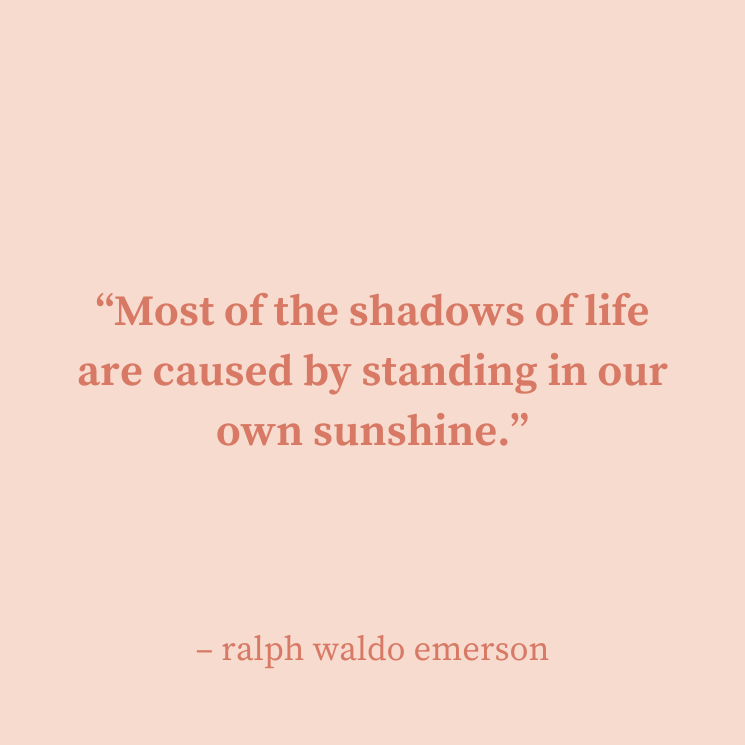 “Most of the shadows of life
are caused by standing in our
own sunshine.”
– ralph waldo emerson